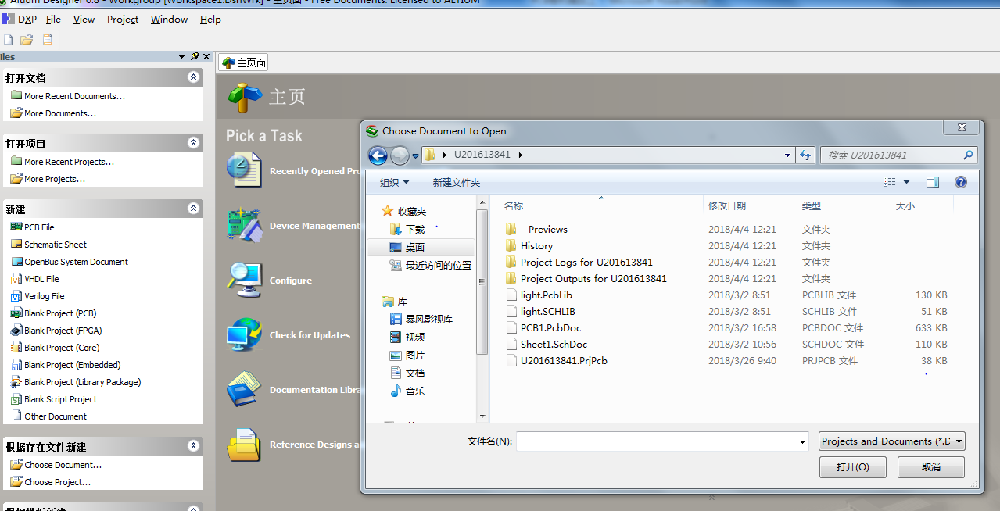 Altium Designer 6.8 - Workgroup [Workspace1.DsnWrk] - 主页面 - Free Documents. Licensed to ALTIUM
DXP File View Project Window Help
iles
主页面
打开文档
More Recent Documents...
More Documents...
打开项目
More Recent Projects...
More Projects...
新建
PCB File
Schematic Sheet
OpenBus System Document
VHDL File
Verilog File
Blank Project (PCB)
Blank Project (FPGA)
Blank Project (Core)
Blank Project (Embedded)
Blank Project (Library Package)
Blank Script Project
Other Document
根据存在文件新建
Choose Document...
Choose Project...
根据模板新建
主页
Pick a Task
Recently Opened Pro
Device Management
Configure
Check for Updates
Documentation Libra
Reference Designs a
Choose Document to Open
U201613841
搜索 U201613841
组织 新建文件夹
收藏夹
下载
桌面
最近访问的位置
库
暴风影视库
视频
图片
文档
音乐
名称 修改日期 类型 大小
__Previews 2018/4/4 12:21 文件夹
History 2018/4/4 12:21 文件夹
Project Logs for U201613841 2018/4/4 12:21 文件夹
Project Outputs for U201613841 2018/4/4 12:21 文件夹
light.PcbLib 2018/3/2 8:51 PCBLIB 文件 130 KB
light.SCHLIB 2018/3/2 8:51 SCHLIB 文件 51 KB
PCB1.PcbDoc 2018/3/2 16:58 PCBDOC 文件 633 KB
Sheet1.SchDoc 2018/3/2 10:56 SCHDOC 文件 110 KB
U201613841.PrjPcb 2018/3/26 9:40 PRJPCB 文件 38 KB
文件名(N):
Projects and Documents (*.D
打开(O) 取消